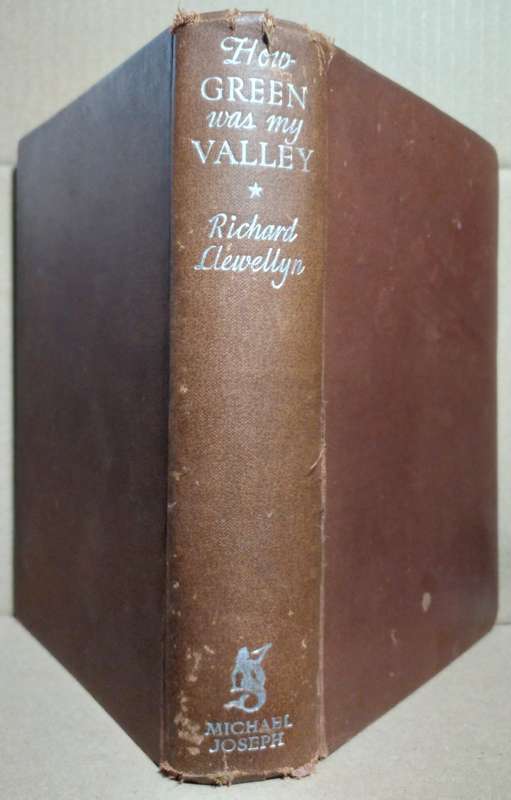 How
GREEN
was my
VALLEY
Richard
Llewellyn
MICHAEL
JOSEPH